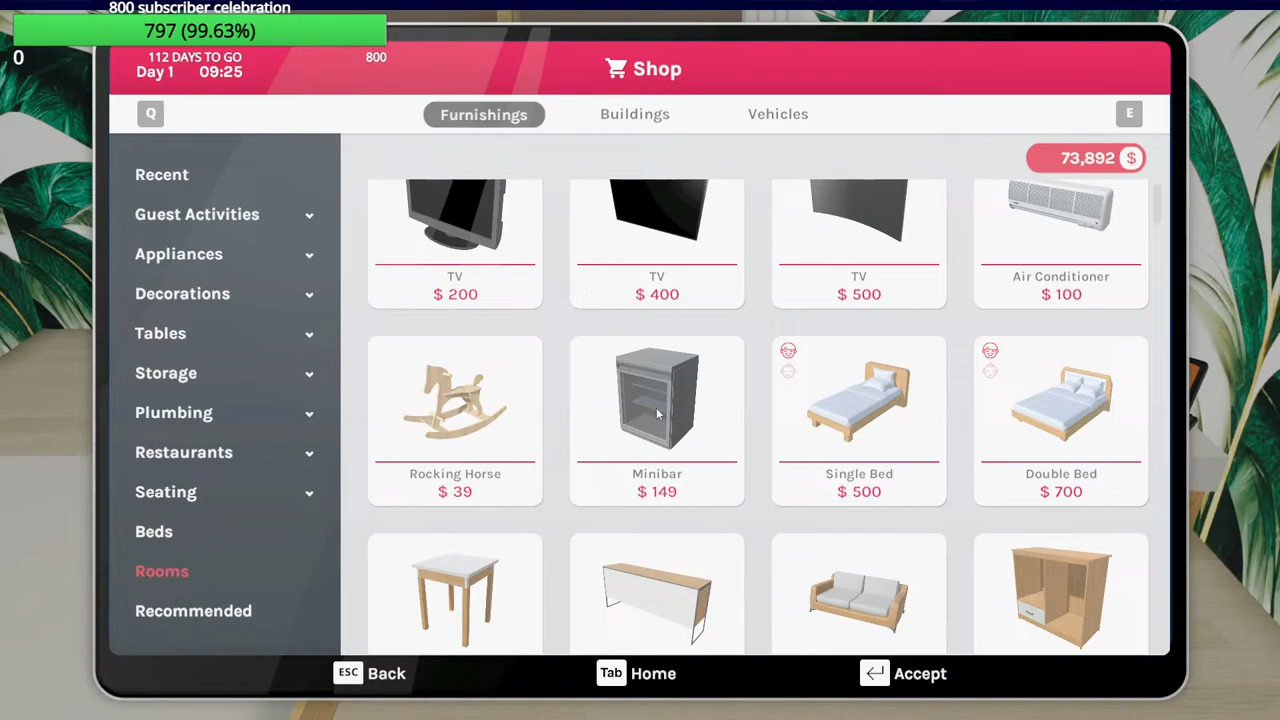 800 subscriber celebration
797 (99.63%)
0
112 DAYS TO GO
800
Day 1 09:25
Shop
Q
Furnishings
Buildings
Vehicles
E
73,892 $
Recent
Guest Activities
Appliances
Decorations
Tables
Storage
Plumbing
Restaurants
Seating
Beds
Rooms
Recommended
TV
$ 200
TV
$ 400
TV
$ 500
Air Conditioner
$ 100
Rocking Horse
$ 39
Minibar
$ 149
Single Bed
$ 500
Double Bed
$ 700
ESC Back
Tab Home
Accept